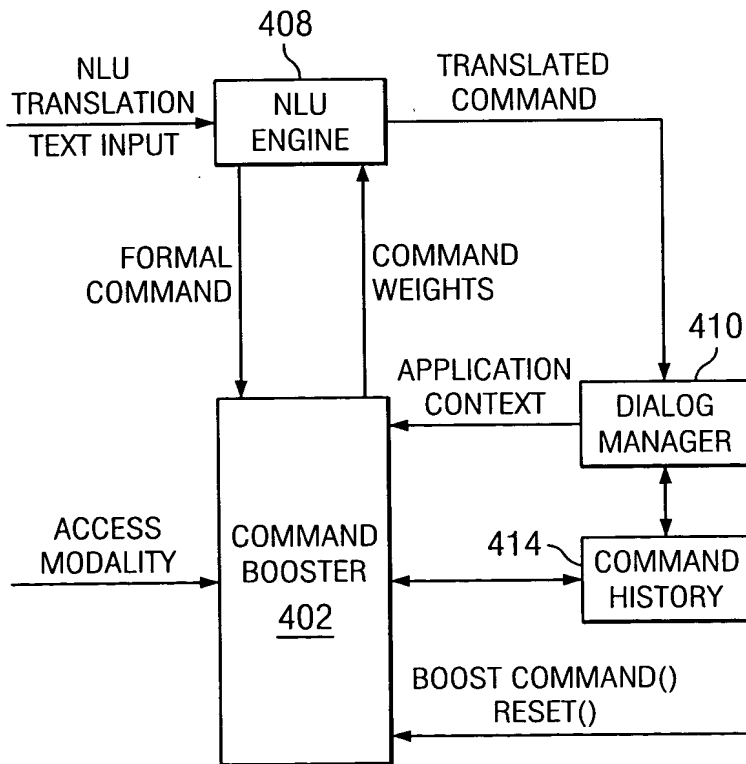 408
NLU
TRANSLATION
TEXT INPUT
NLU
ENGINE
TRANSLATED
COMMAND
FORMAL
COMMAND
COMMAND
WEIGHTS
410
APPLICATION
CONTEXT
DIALOG
MANAGER
ACCESS
MODALITY
COMMAND
BOOSTER
402
414
COMMAND
HISTORY
BOOST COMMAND()
RESET()